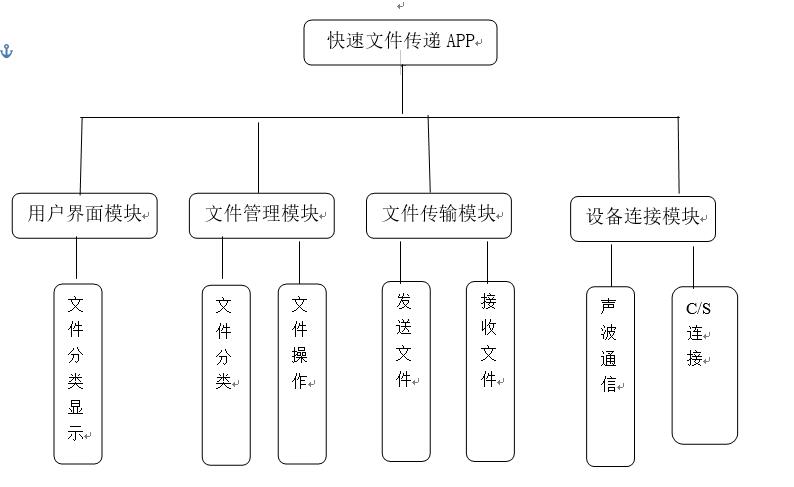 快速文件传递 APP
用户界面模块
文件管理模块
文件传输模块
设备连接模块
文件分类显示
文件分类
文件操作
发送文件
接收文件
声波通信
C/S
连
接